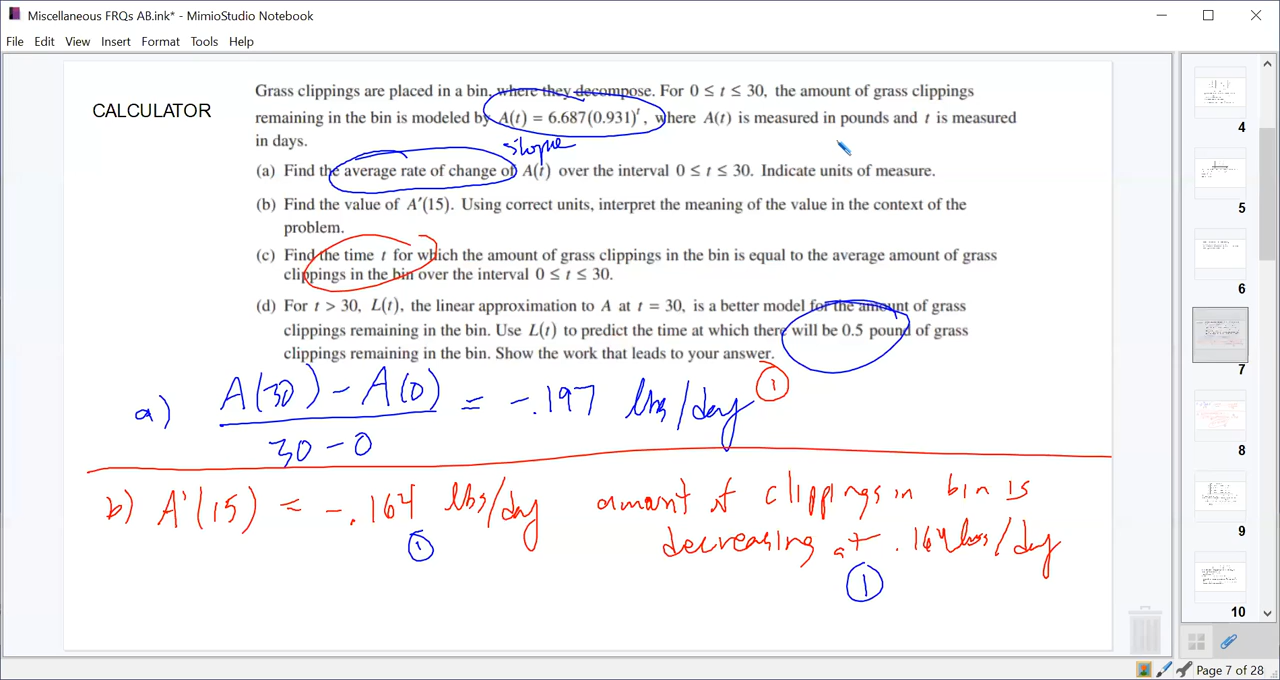 Miscellaneous FRQs AB.ink* - MimioStudio Notebook
File Edit View Insert Format Tools Help
CALCULATOR
Grass clippings are placed in a bin, where they decompose. For 0 ≤ t ≤ 30, the amount of grass clippings
remaining in the bin is modeled by A(t) = 6.687(0.931)^t, where A(t) is measured in pounds and t is measured
in days.
slope
(a) Find the average rate of change of A(t) over the interval 0 ≤ t ≤ 30. Indicate units of measure.
(b) Find the value of A′(15). Using correct units, interpret the meaning of the value in the context of the
problem.
(c) Find the time t for which the amount of grass clippings in the bin is equal to the average amount of grass
clippings in the bin over the interval 0 ≤ t ≤ 30.
(d) For t > 30, L(t), the linear approximation to A at t = 30, is a better model for the amount of grass
clippings remaining in the bin. Use L(t) to predict the time at which there will be 0.5 pound of grass
clippings remaining in the bin. Show the work that leads to your answer.
a) A(30) - A(0) / 30 - 0 = -.197 lbs/day ①
b) A'(15) = -.164 lbs/day ①
amount of clippings in bin is
decreasing at .164 lbs/day
①
4
5
6
7
8
9
10
Page 7 of 28